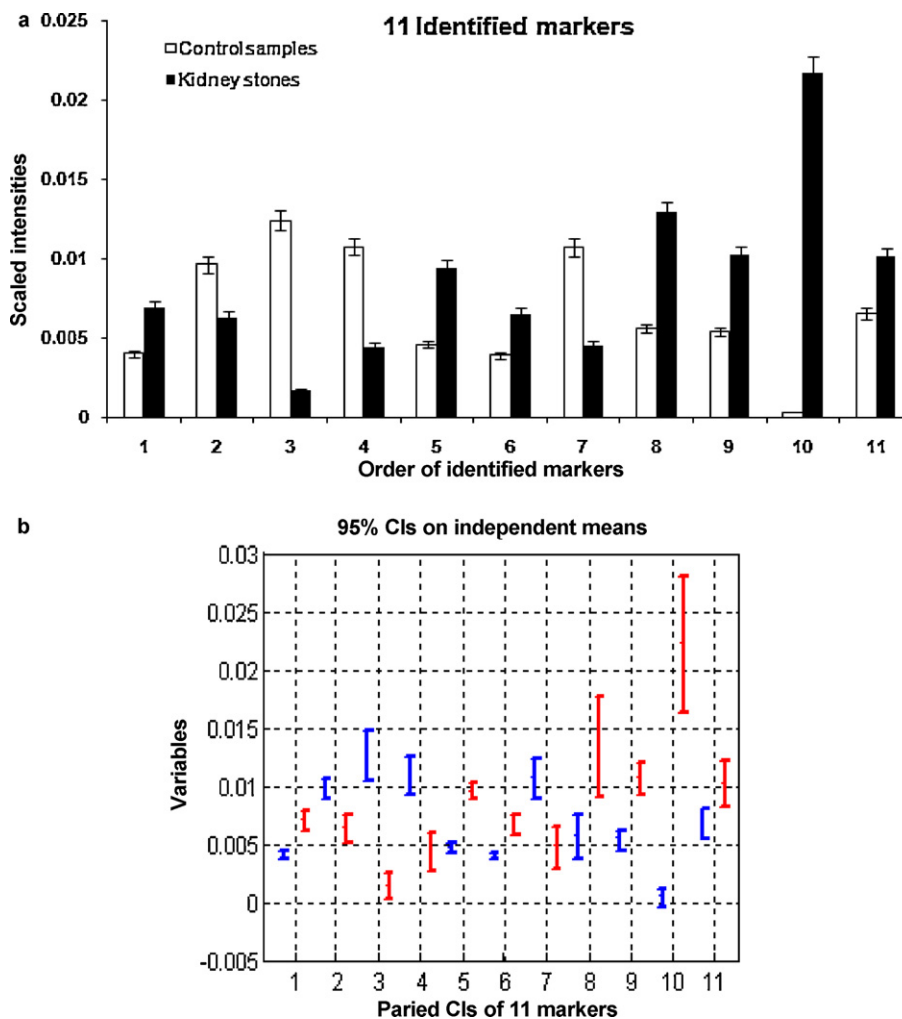 a
11 Identified markers
Control samples
Kidney stones
0.025
0.02
0.015
0.01
0.005
0
Scaled intensities
1 2 3 4 5 6 7 8 9 10 11
Order of identified markers
b
95% CIs on independent means
0.03
0.025
0.02
0.015
0.01
0.005
0
-0.005
Variables
1 2 3 4 5 6 7 8 9 10 11
Paried CIs of 11 markers